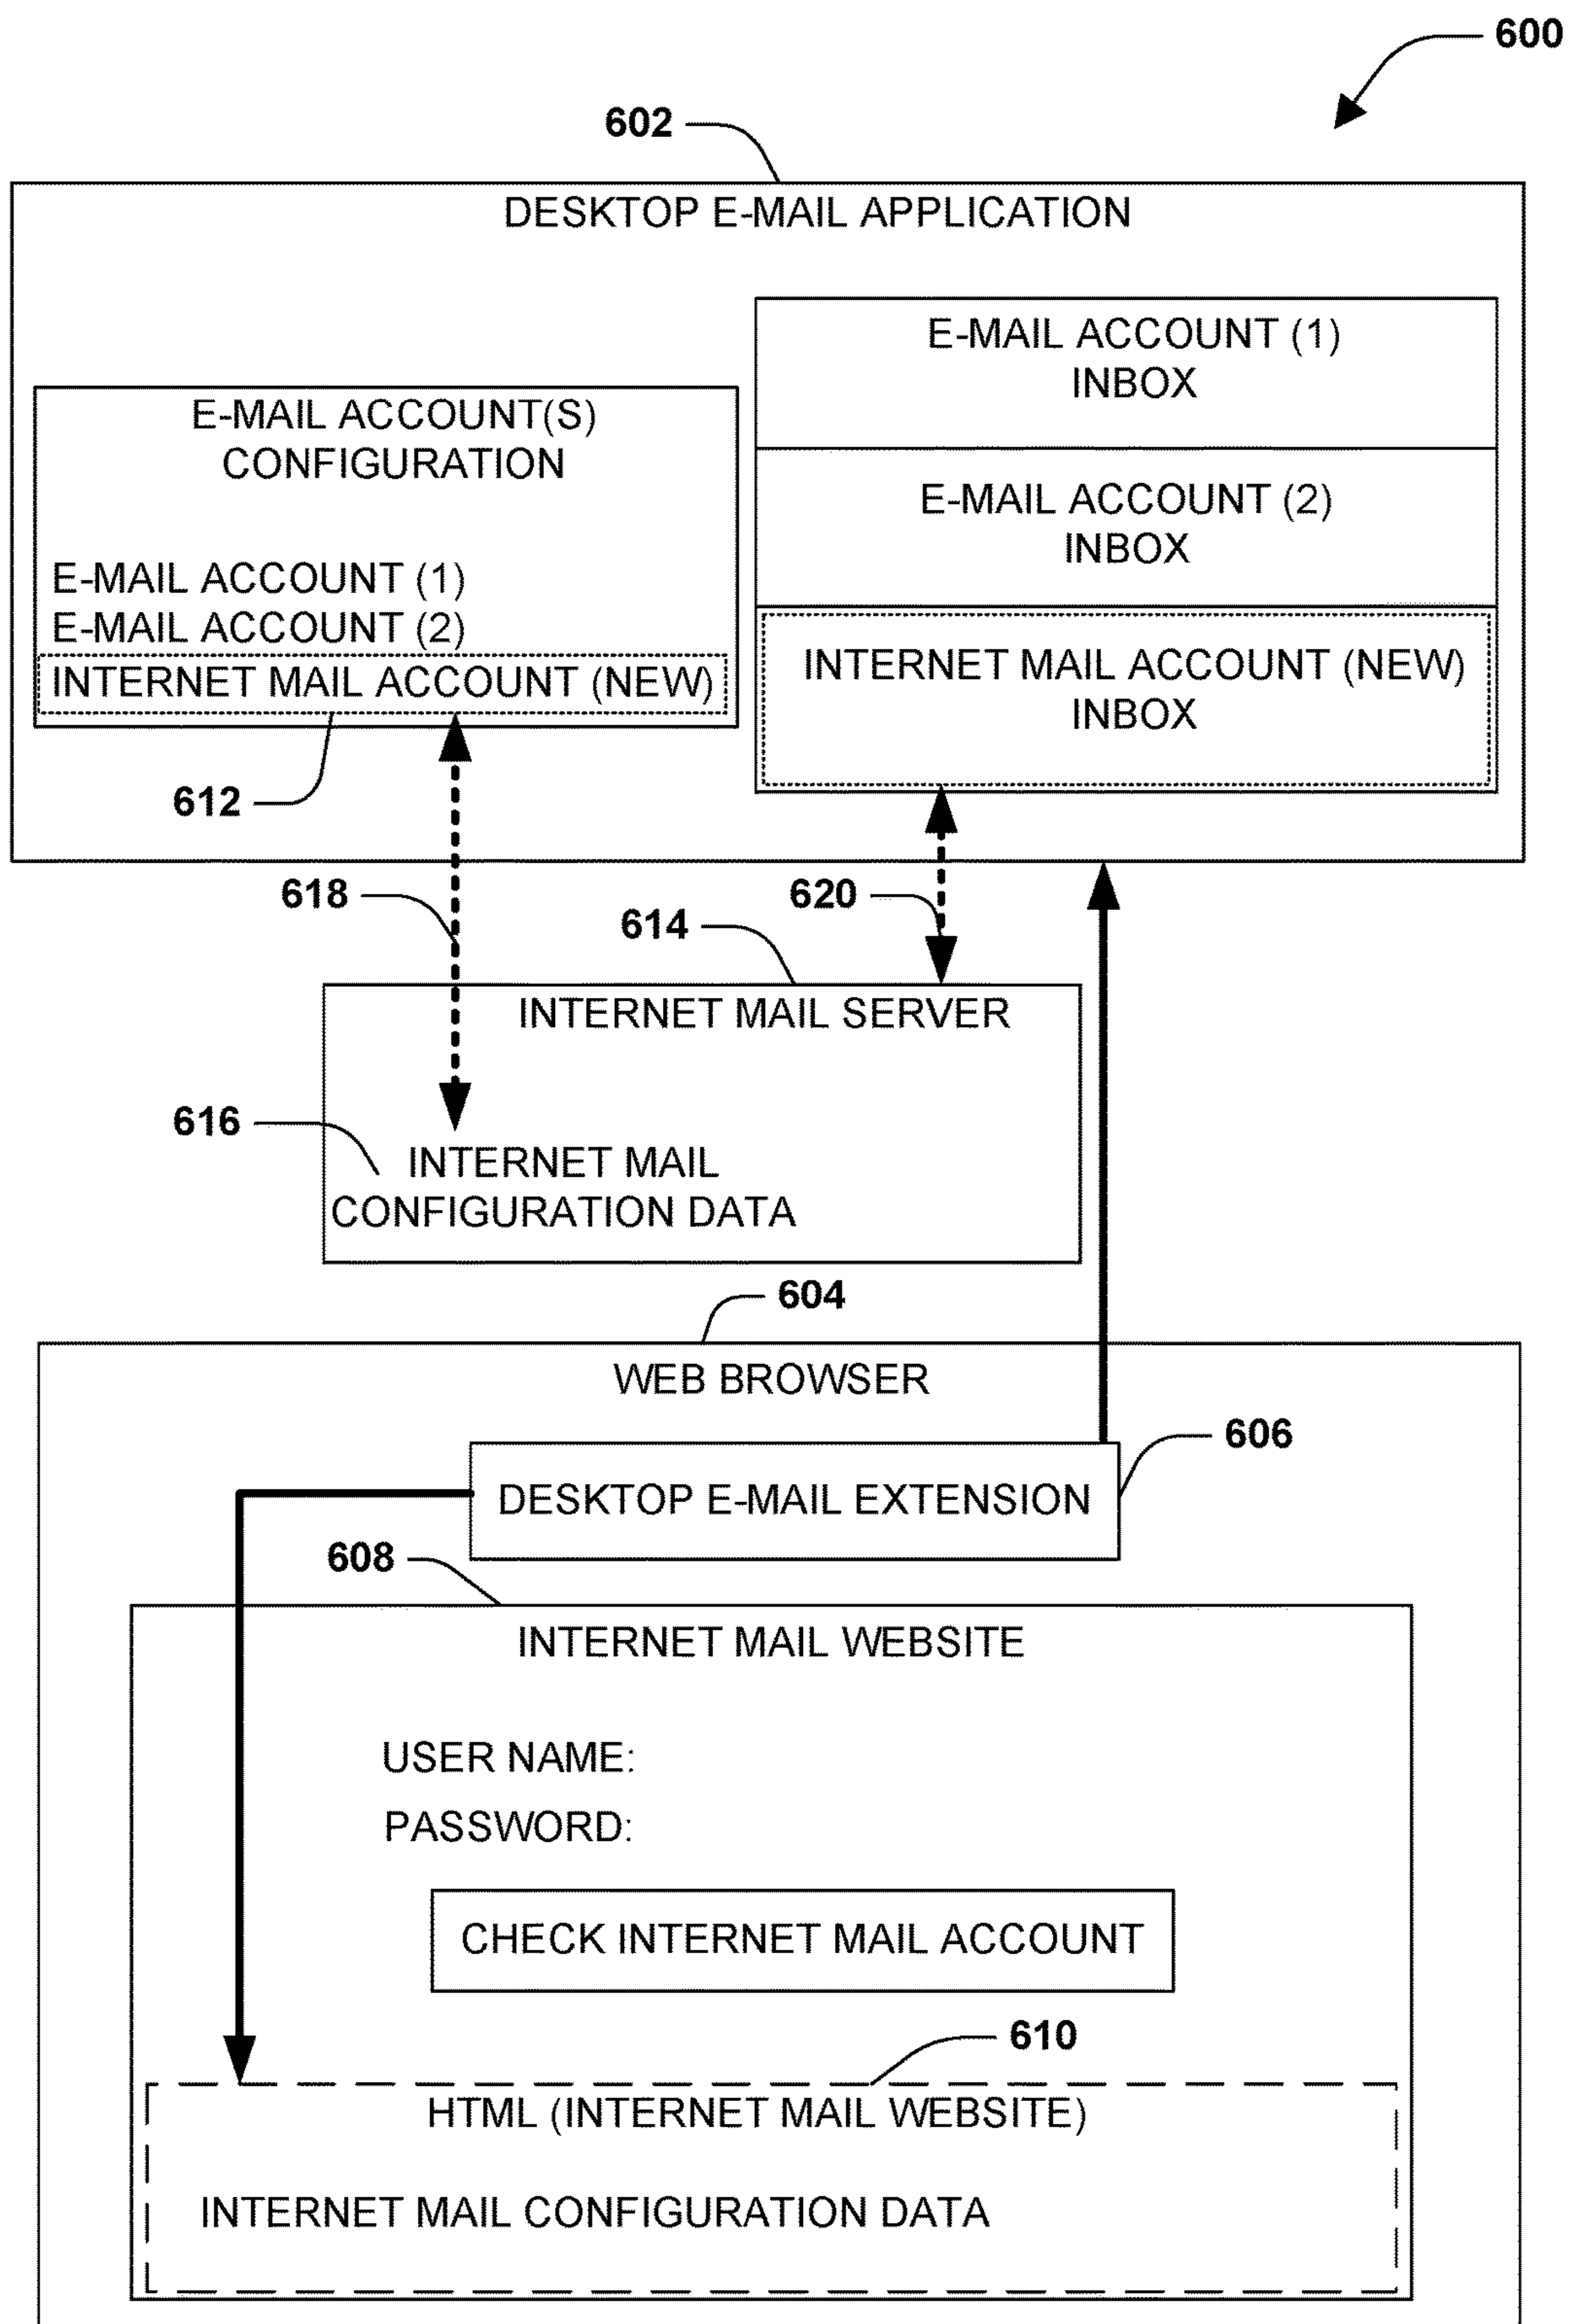 600
602
DESKTOP E-MAIL APPLICATION
E-MAIL ACCOUNT(S)
CONFIGURATION
E-MAIL ACCOUNT (1)
E-MAIL ACCOUNT (2)
INTERNET MAIL ACCOUNT (NEW)
612
E-MAIL ACCOUNT (1)
INBOX
E-MAIL ACCOUNT (2)
INBOX
INTERNET MAIL ACCOUNT (NEW)
INBOX
618
620
614
INTERNET MAIL SERVER
616
INTERNET MAIL
CONFIGURATION DATA
604
WEB BROWSER
606
DESKTOP E-MAIL EXTENSION
608
INTERNET MAIL WEBSITE
USER NAME:
PASSWORD:
CHECK INTERNET MAIL ACCOUNT
610
HTML (INTERNET MAIL WEBSITE)
INTERNET MAIL CONFIGURATION DATA